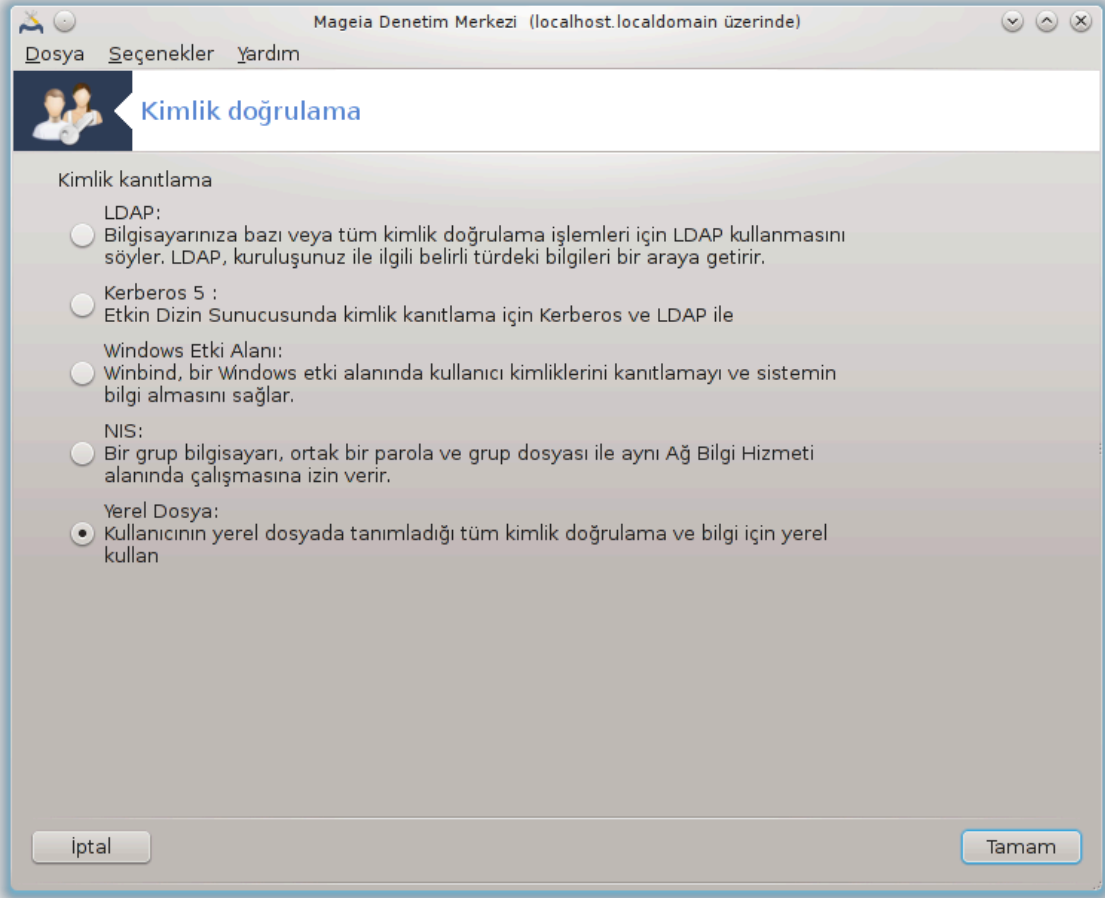 Mageia Denetim Merkezi (localhost.localdomain üzerinde)
Dosya Seçenekler Yardım
Kimlik doğrulama
Kimlik kanıtlama
LDAP:
Bilgisayarınıza bazı veya tüm kimlik doğrulama işlemleri için LDAP kullanmasını
söyler. LDAP, kuruluşunuz ile ilgili belirli türdeki bilgileri bir araya getirir.
Kerberos 5 :
Etkin Dizin Sunucusunda kimlik kanıtlama için Kerberos ve LDAP ile
Windows Etki Alanı:
Winbind, bir Windows etki alanında kullanıcı kimliklerini kanıtlamayı ve sistemin
bilgi almasını sağlar.
NIS:
Bir grup bilgisayarı, ortak bir parola ve grup dosyası ile aynı Ağ Bilgi Hizmeti
alanında çalışmasına izin verir.
Yerel Dosya:
Kullanıcının yerel dosyada tanımladığı tüm kimlik doğrulama ve bilgi için yerel
kullan
İptal
Tamam